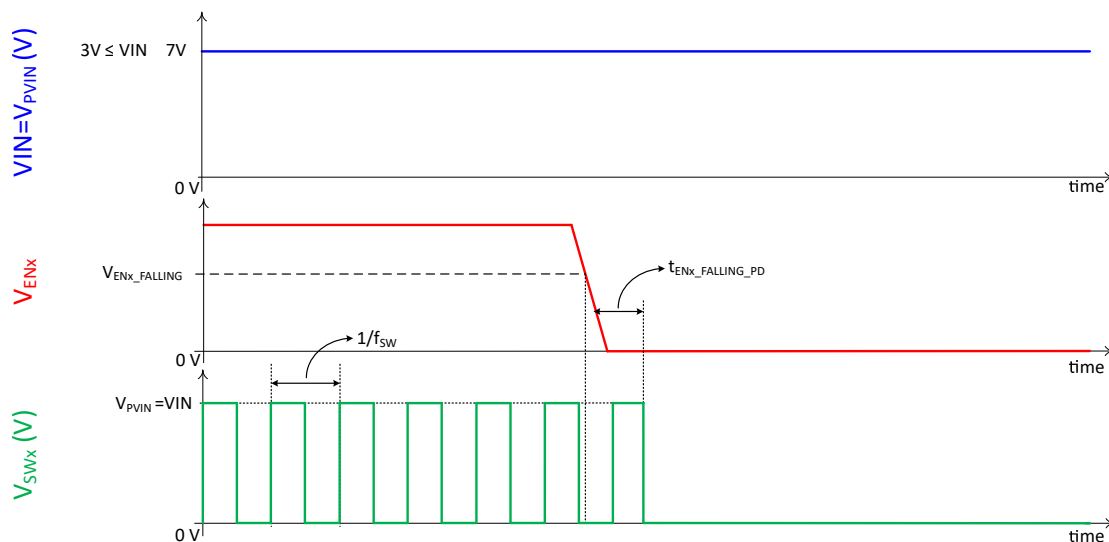 VIN=VPVIN (V)
3V ≤ VIN 7V
0 V
time
VENx
VENx_FALLING
tENx_FALLING_PD
1/fSW
0 V
time
VSWx (V)
VPVIN =VIN
0 V
time